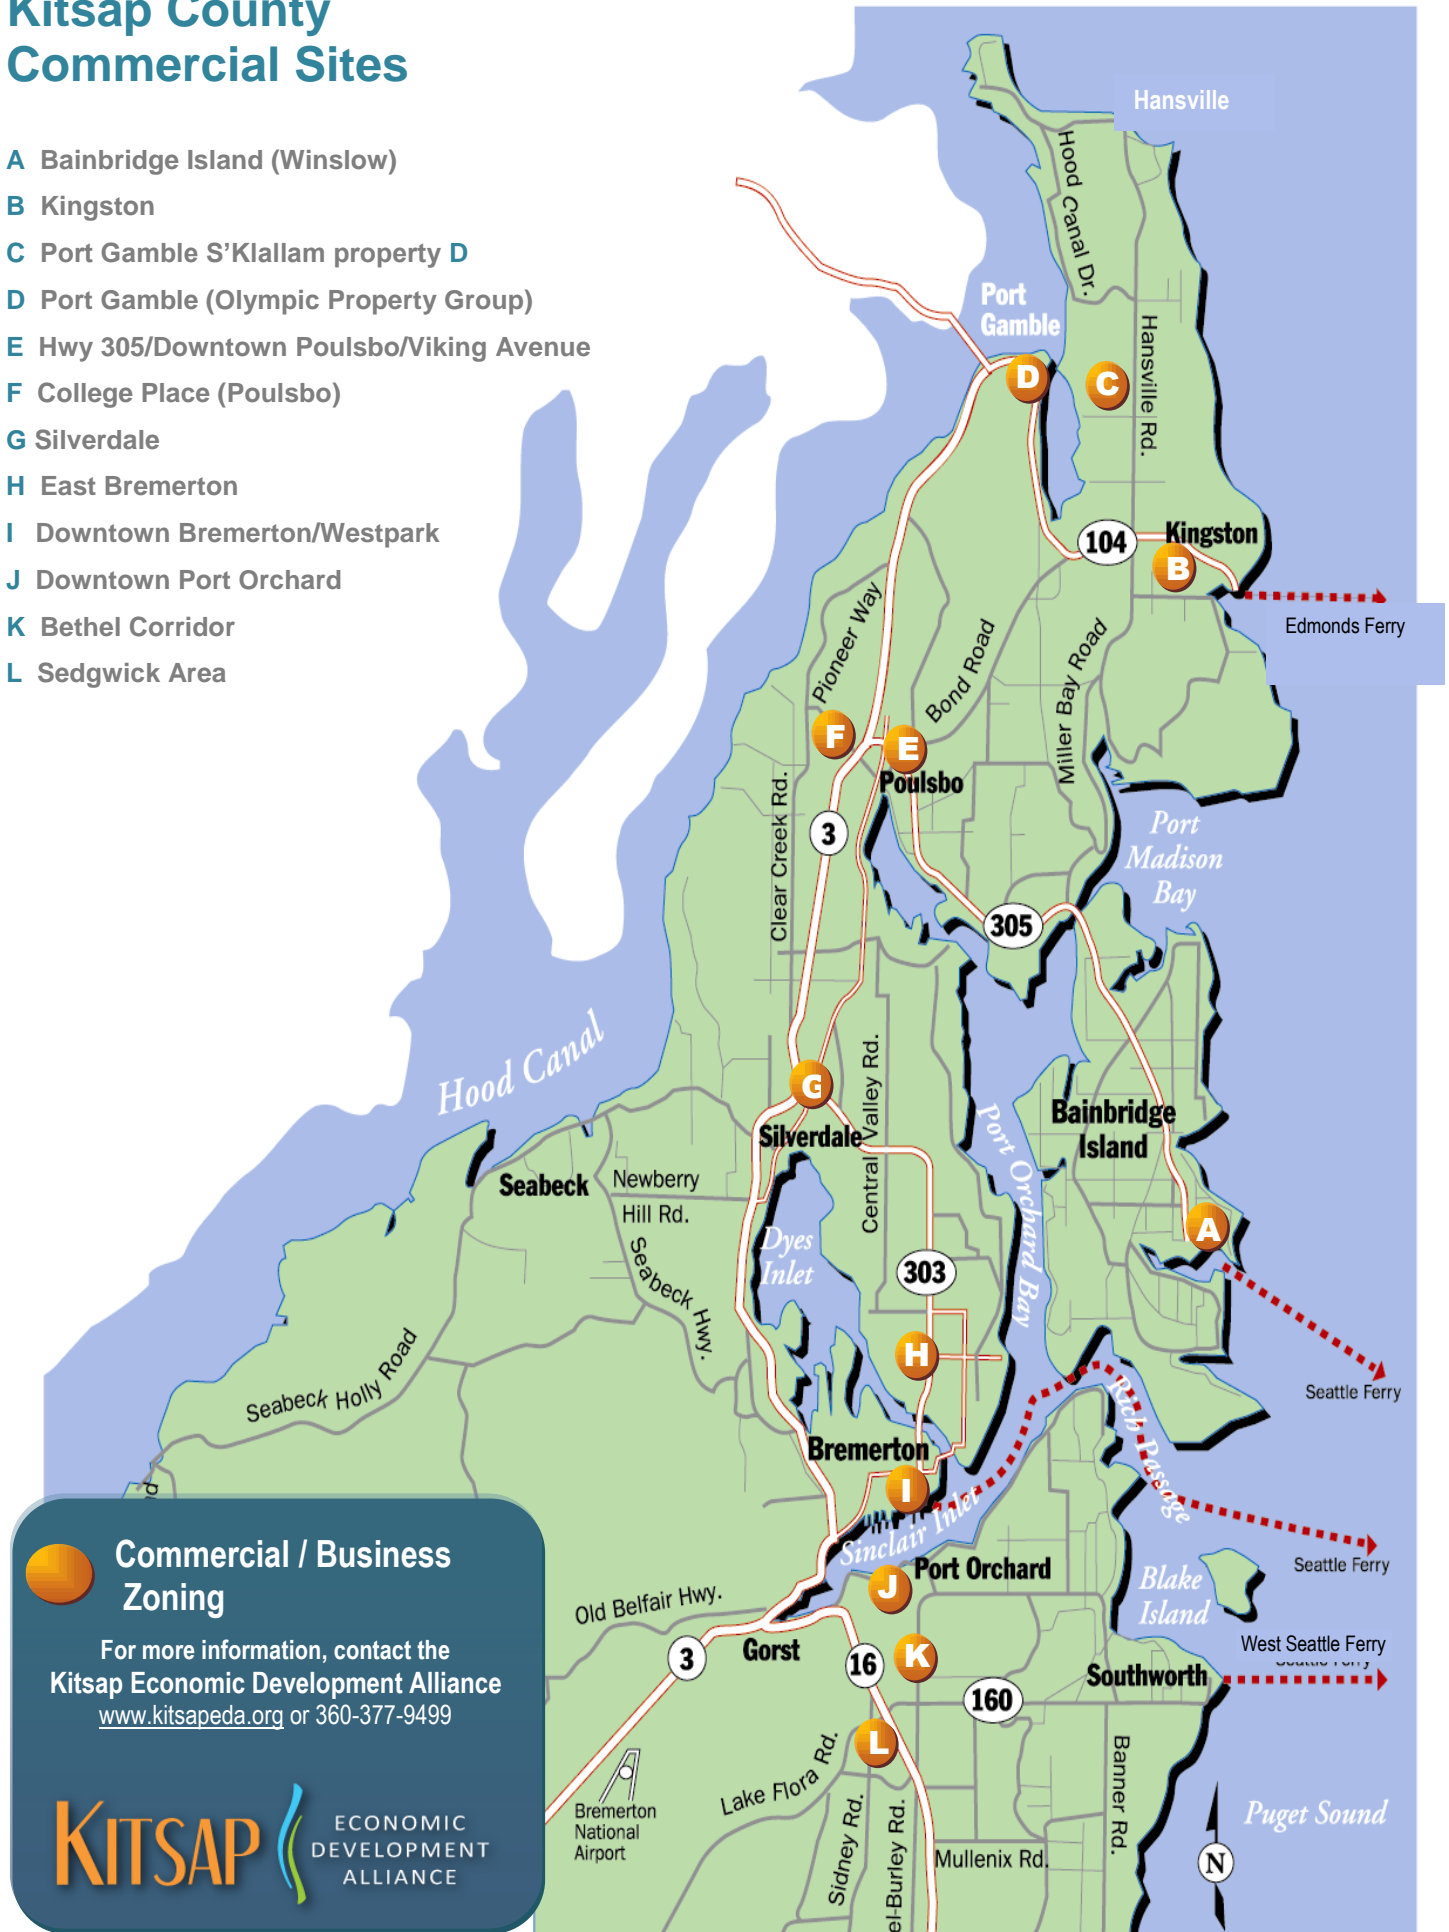 Kitsap County
Commercial Sites
A Bainbridge Island (Winslow)
B Kingston
C Port Gamble S'Klallam property D
D Port Gamble (Olympic Property Group)
E Hwy 305/Downtown Poulsbo/Viking Avenue
F College Place (Poulsbo)
G Silverdale
H East Bremerton
I Downtown Bremerton/Westpark
J Downtown Port Orchard
K Bethel Corridor
L Sedgwick Area
Hansville
Hood Canal Dr.
Port
Gamble
D
C
Hansville Rd.
104
Kingston
B
Edmonds Ferry
Pioneer Way
Bond Road
Miller Bay Road
F
E
Poulsbo
Clear Creek Rd.
3
Port
Madison
Bay
305
Hood Canal
G
Silverdale
Central Valley Rd.
Port Orchard Bay
Bainbridge
Island
Seabeck
Newberry
Hill Rd.
Seabeck Hwy.
Dyes
Inlet
303
A
H
Seattle Ferry
Seabeck Holly Road
Rich Passage
Bremerton
I
Sinclair Inlet
Seattle Ferry
Port Orchard
J
Blake
Island
Old Belfair Hwy.
3
Gorst
16
K
West Seattle Ferry
Seattle Ferry
Southworth
160
L
Lake Flora Rd.
Banner Rd.
Bremerton
National
Airport
Sidney Rd.
el-Burley Rd.
Mullenix Rd.
Puget Sound
N
Commercial / Business
Zoning
For more information, contact the
Kitsap Economic Development Alliance
www.kitsapeda.org or 360-377-9499
KITSAP
ECONOMIC
DEVELOPMENT
ALLIANCE